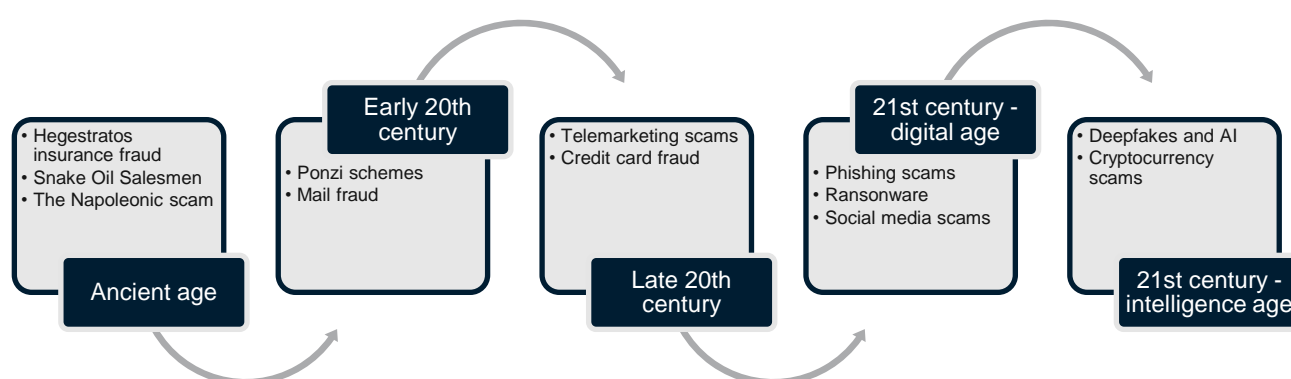 • Hegestratos
insurance fraud
• Snake Oil Salesmen
• The Napoleonic scam
Ancient age
Early 20th
century
• Ponzi schemes
• Mail fraud
• Telemarketing scams
• Credit card fraud
Late 20th
century
21st century -
digital age
• Phishing scams
• Ransonware
• Social media scams
• Deepfakes and AI
• Cryptocurrency
scams
21st century -
intelligence age